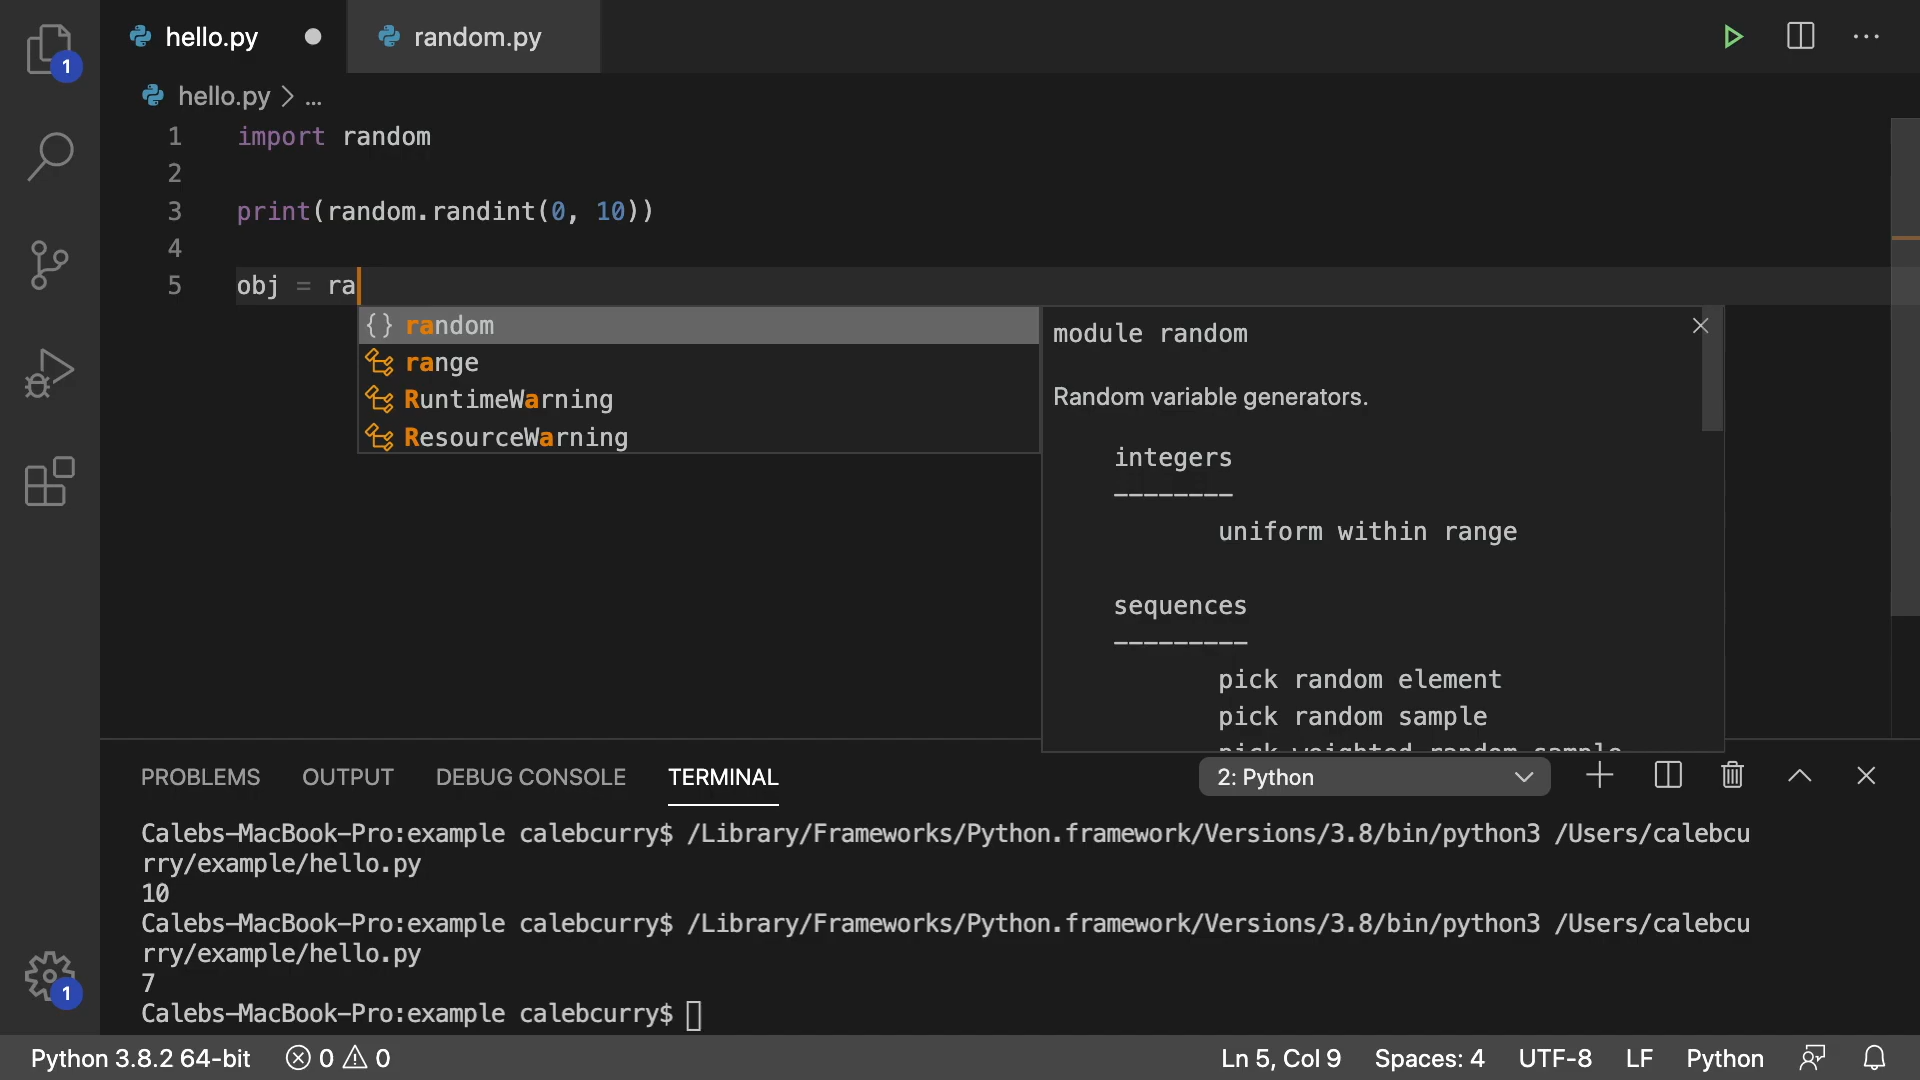 hello.py
random.py
1
hello.py > ...
1 import random
2
3 print(random.randint(0, 10))
4
5 obj = ra
{} random
range
RuntimeWarning
ResourceWarning
module random
Random variable generators.
integers
--------
uniform within range
sequences
---------
pick random element
pick random sample
pick weighted random sample
PROBLEMS OUTPUT DEBUG CONSOLE TERMINAL 2: Python
Calebs-MacBook-Pro:example calebcurry$ /Library/Frameworks/Python.framework/Versions/3.8/bin/python3 /Users/calebcu
rry/example/hello.py
10
Calebs-MacBook-Pro:example calebcurry$ /Library/Frameworks/Python.framework/Versions/3.8/bin/python3 /Users/calebcu
rry/example/hello.py
7
Calebs-MacBook-Pro:example calebcurry$
1
Python 3.8.2 64-bit 0 0 Ln 5, Col 9 Spaces: 4 UTF-8 LF Python